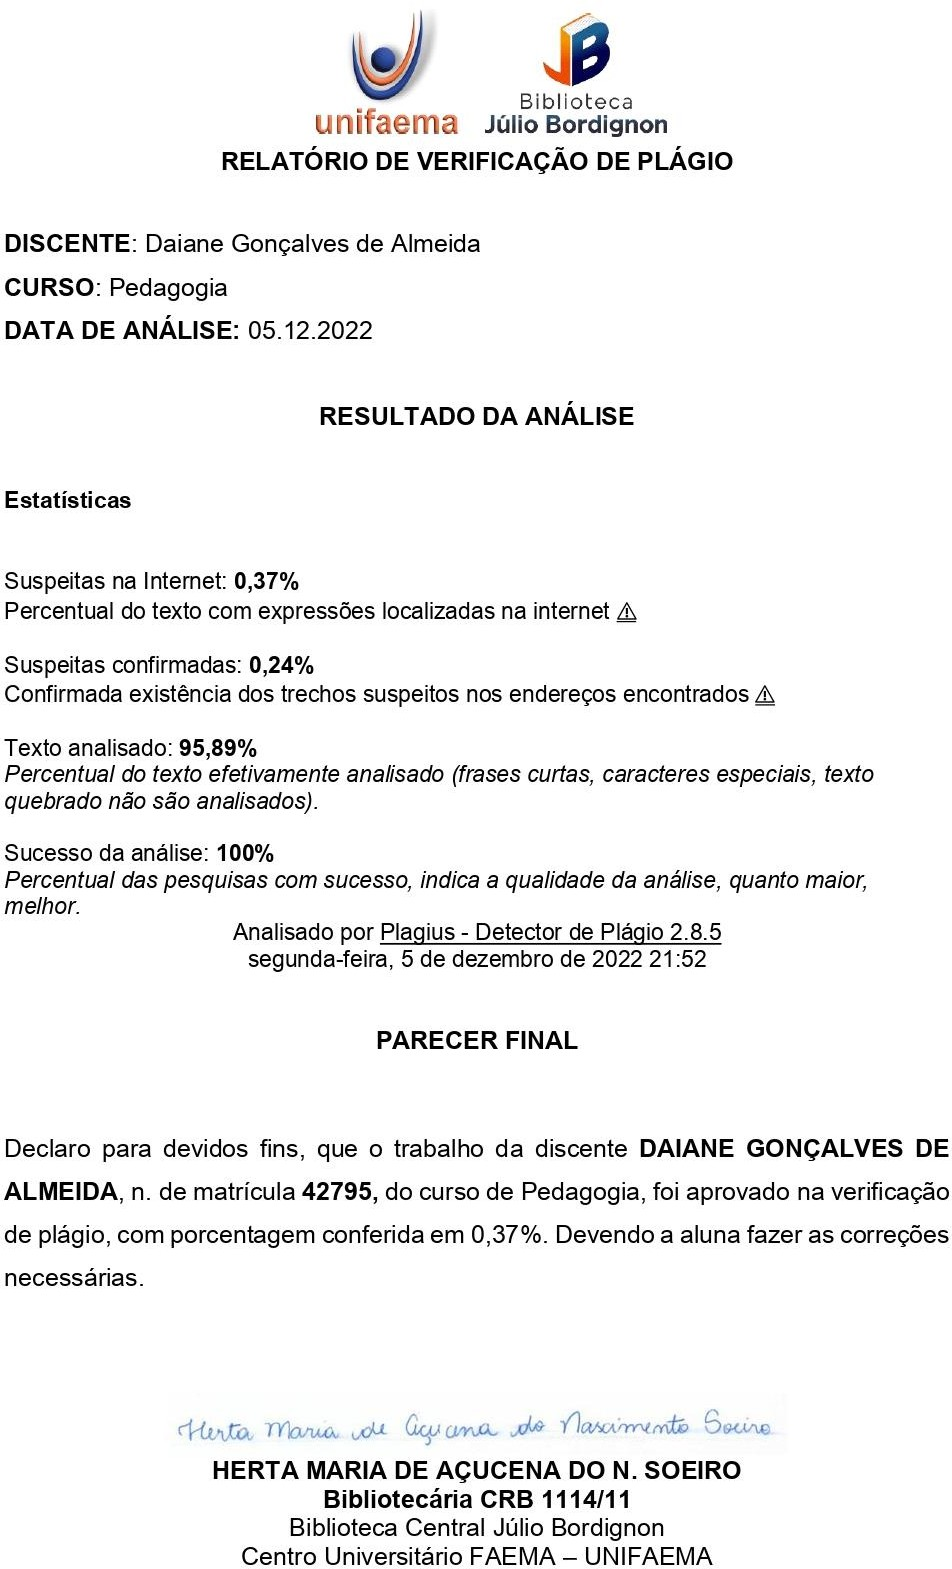 unifaema
Biblioteca
Júlio Bordignon
RELATÓRIO DE VERIFICAÇÃO DE PLÁGIO
DISCENTE: Daiane Gonçalves de Almeida
CURSO: Pedagogia
DATA DE ANÁLISE: 05.12.2022
RESULTADO DA ANÁLISE
Estatísticas
Suspeitas na Internet: 0,37%
Percentual do texto com expressões localizadas na internet ⚠
Suspeitas confirmadas: 0,24%
Confirmada existência dos trechos suspeitos nos endereços encontrados ⚠
Texto analisado: 95,89%
Percentual do texto efetivamente analisado (frases curtas, caracteres especiais, texto
quebrado não são analisados).
Sucesso da análise: 100%
Percentual das pesquisas com sucesso, indica a qualidade da análise, quanto maior,
melhor.
Analisado por Plagius - Detector de Plágio 2.8.5
segunda-feira, 5 de dezembro de 2022 21:52
PARECER FINAL
Declaro para devidos fins, que o trabalho da discente DAIANE GONÇALVES DE
ALMEIDA, n. de matrícula 42795, do curso de Pedagogia, foi aprovado na verificação
de plágio, com porcentagem conferida em 0,37%. Devendo a aluna fazer as correções
necessárias.
Herta Maria de Açucena do Nascimento Soeiro
HERTA MARIA DE AÇUCENA DO N. SOEIRO
Bibliotecária CRB 1114/11
Biblioteca Central Júlio Bordignon
Centro Universitário FAEMA – UNIFAEMA